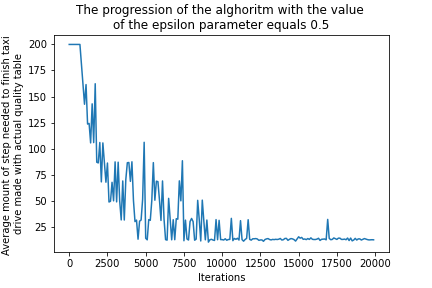 The progression of the alghoritm with the value
of the epsilon parameter equals 0.5
Average mount of step needed to finish taxi
drive made with actual quality table
200
175
150
125
100
75
50
25
0 2500 5000 7500 10000 12500 15000 17500 20000
Iterations